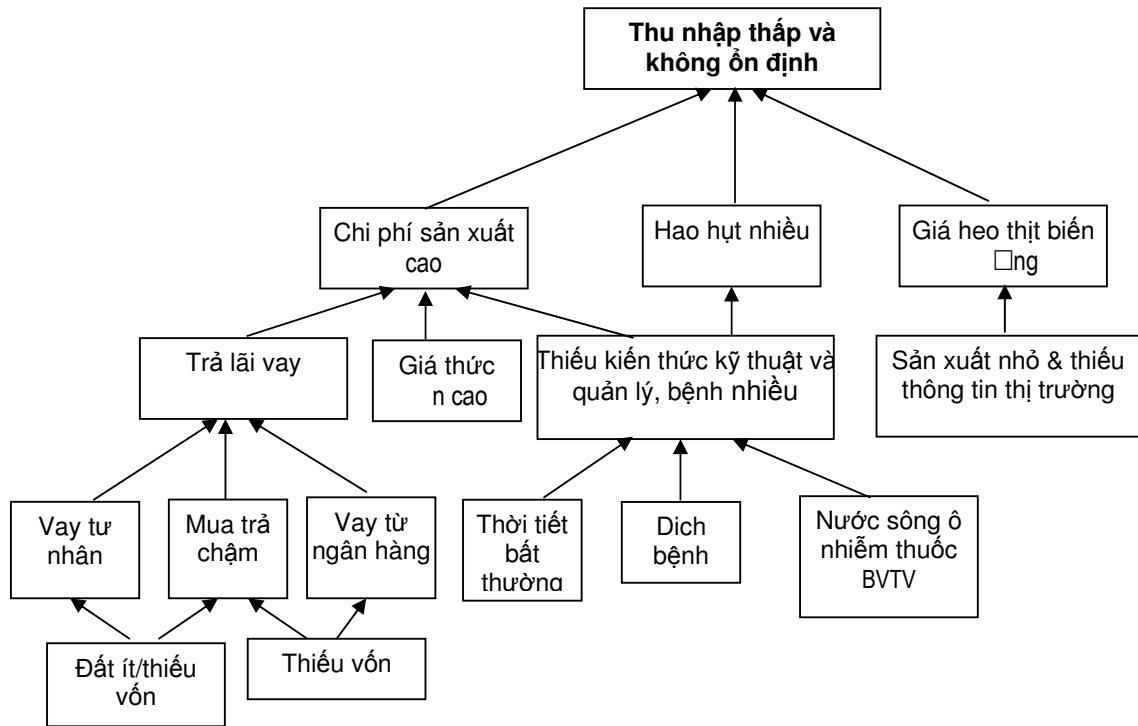 Thu nhập thấp và
không ổn định
Chi phí sản xuất
cao
Hao hụt nhiều
Giá heo thịt biến
□ng
Trả lãi vay
Giá thức
n cao
Thiếu kiến thức kỹ thuật và
quản lý, bệnh nhiều
Sản xuất nhỏ & thiếu
thông tin thị trường
Vay tư
nhân
Mua trả
chậm
Vay từ
ngân hàng
Thời tiết
bất
thường
Dich
bệnh
Nước sông ô
nhiễm thuốc
BVTV
Đất ít/thiếu
vốn
Thiếu vốn